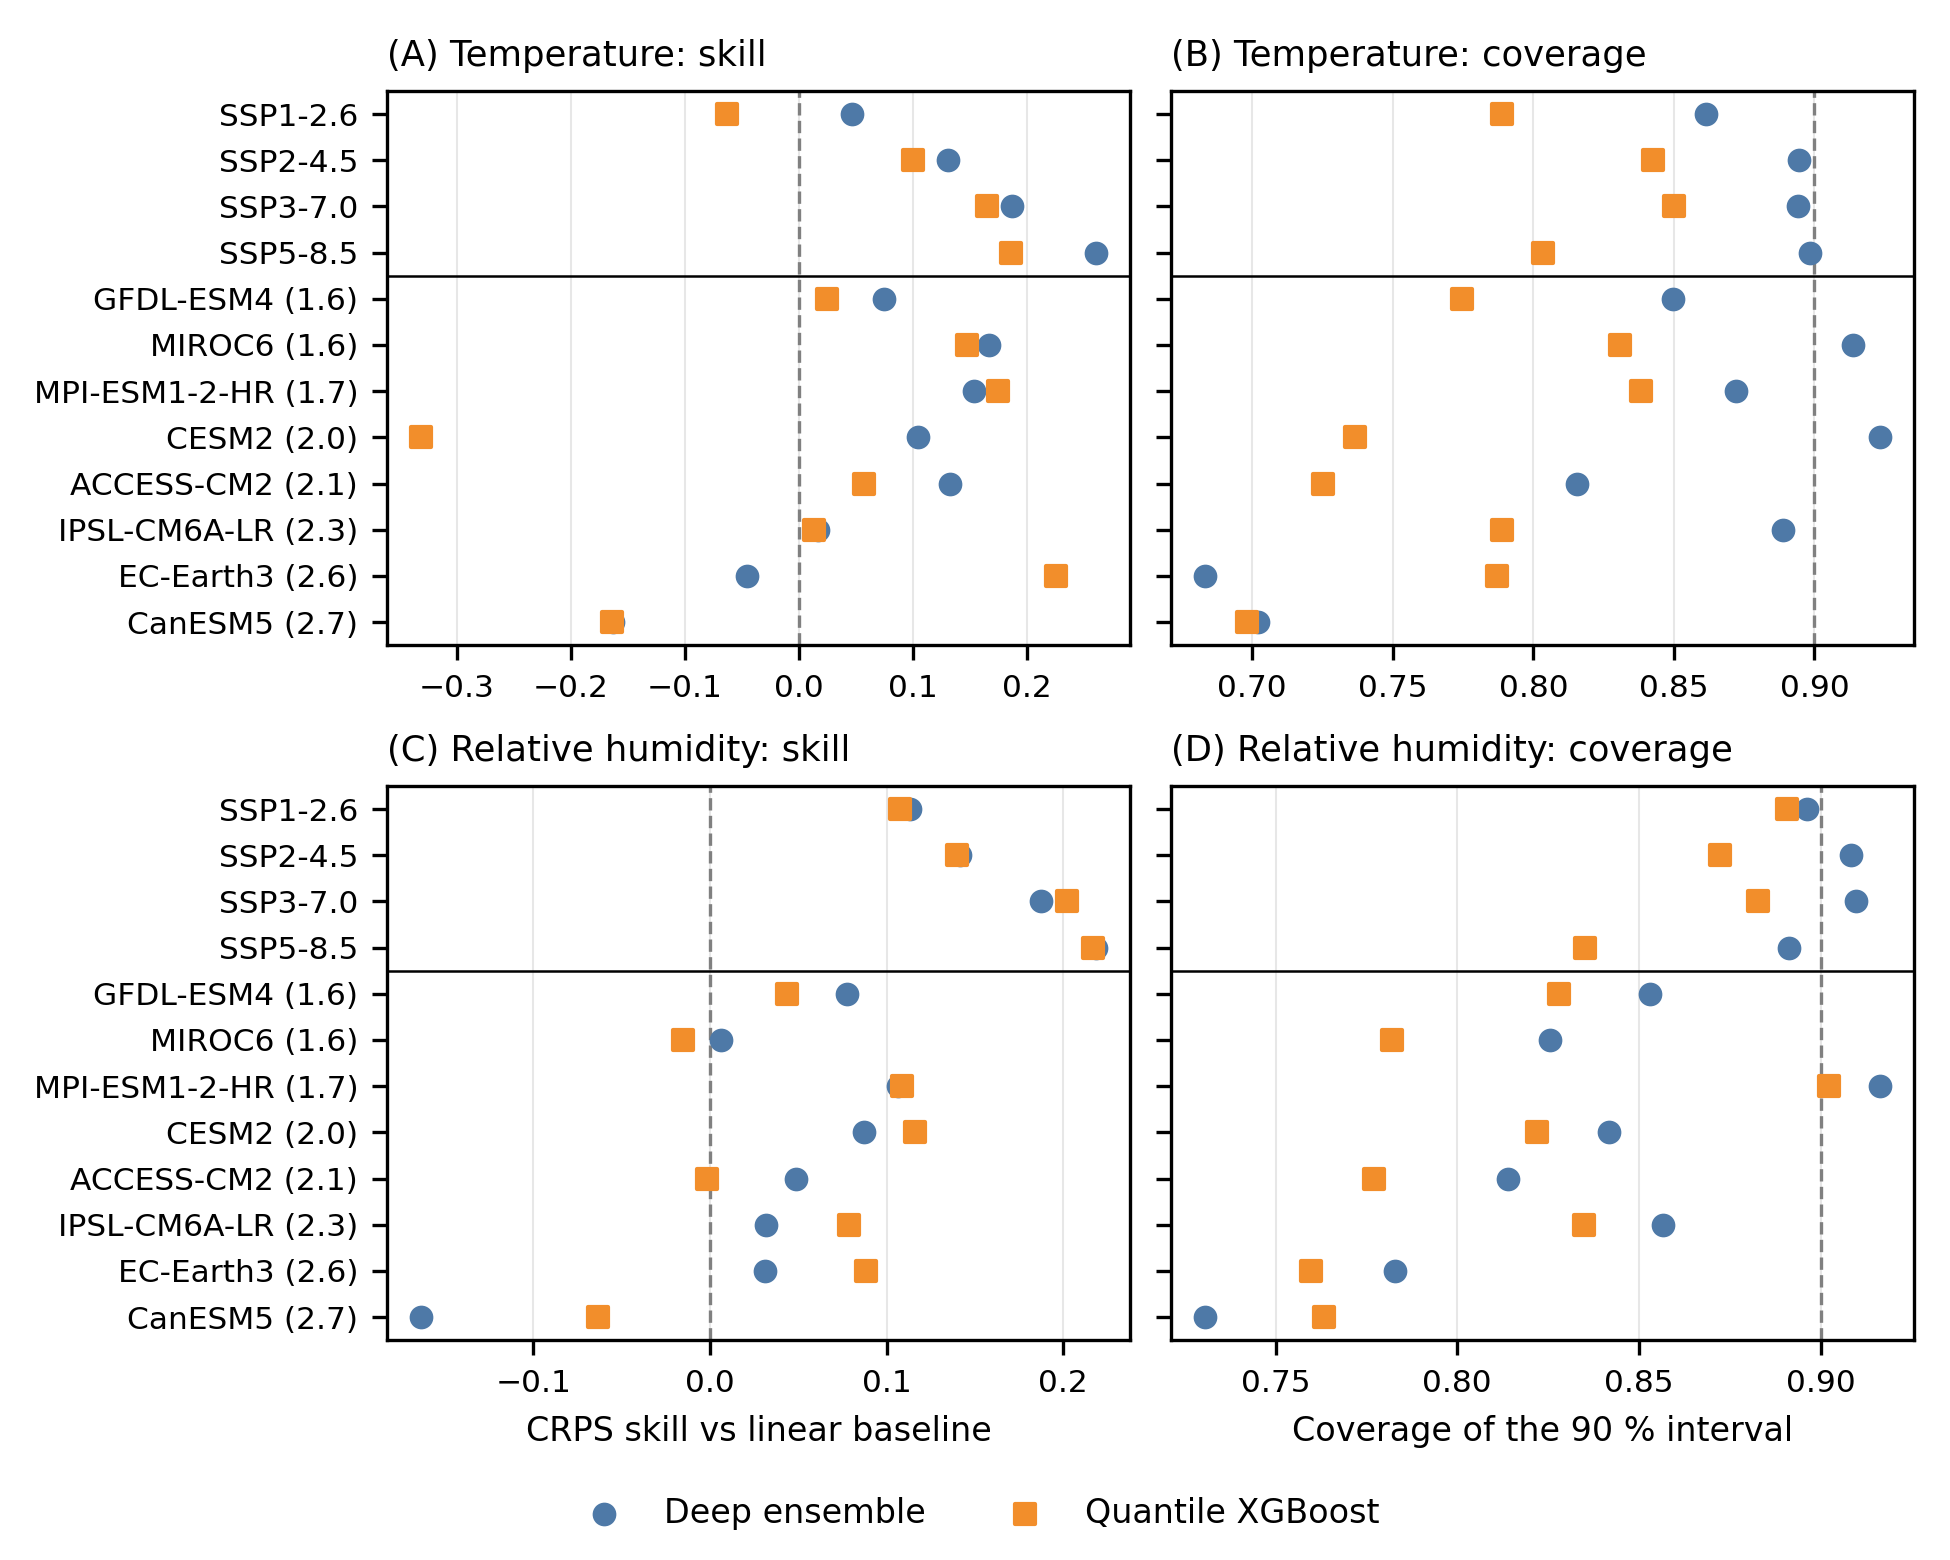 (A) Temperature: skill
(B) Temperature: coverage
SSP1-2.6
SSP2-4.5
SSP3-7.0
SSP5-8.5
GFDL-ESM4 (1.6)
MIROC6 (1.6)
MPI-ESM1-2-HR (1.7)
CESM2 (2.0)
ACCESS-CM2 (2.1)
IPSL-CM6A-LR (2.3)
EC-Earth3 (2.6)
CanESM5 (2.7)
−0.3 −0.2 −0.1 0.0 0.1 0.2
0.70 0.75 0.80 0.85 0.90
(C) Relative humidity: skill
(D) Relative humidity: coverage
SSP1-2.6
SSP2-4.5
SSP3-7.0
SSP5-8.5
GFDL-ESM4 (1.6)
MIROC6 (1.6)
MPI-ESM1-2-HR (1.7)
CESM2 (2.0)
ACCESS-CM2 (2.1)
IPSL-CM6A-LR (2.3)
EC-Earth3 (2.6)
CanESM5 (2.7)
−0.1 0.0 0.1 0.2
0.75 0.80 0.85 0.90
CRPS skill vs linear baseline
Coverage of the 90 % interval
Deep ensemble
Quantile XGBoost